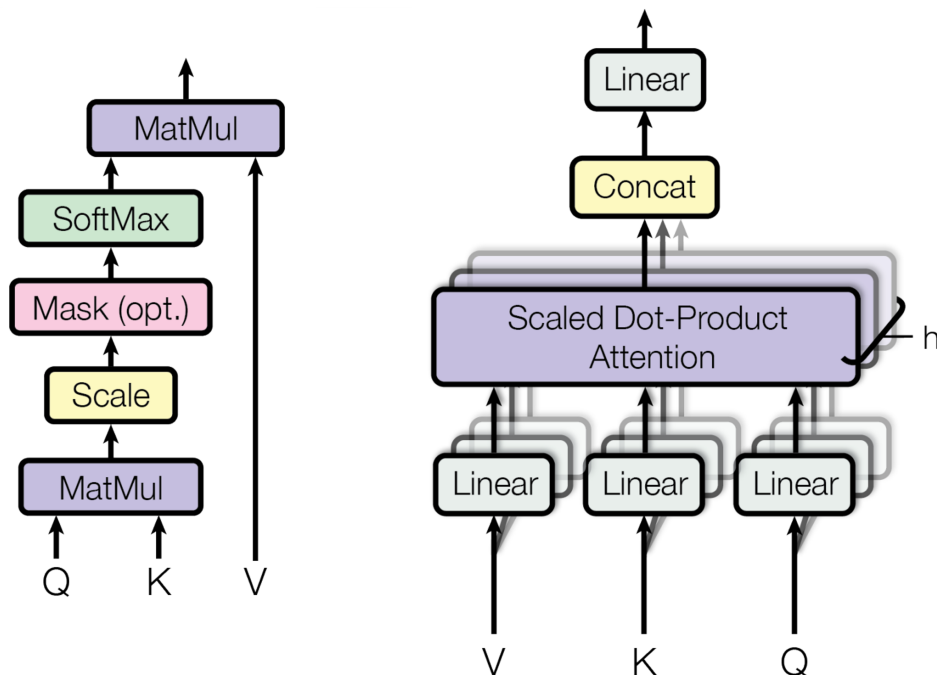 MatMul
SoftMax
Mask (opt.)
Scale
MatMul
Q K V
Linear
Concat
Scaled Dot-Product
Attention
h
Linear Linear Linear
V K Q